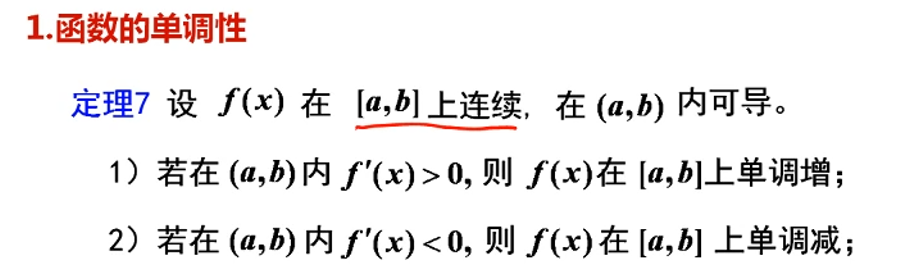 1.函数的单调性
定理7 设 f(x) 在 [a,b]上连续, 在 (a,b) 内可导。
1）若在 (a,b)内 f′(x)>0, 则 f(x)在 [a,b]上单调增；
2）若在 (a,b) 内 f′(x)<0, 则 f(x)在 [a,b] 上单调减；